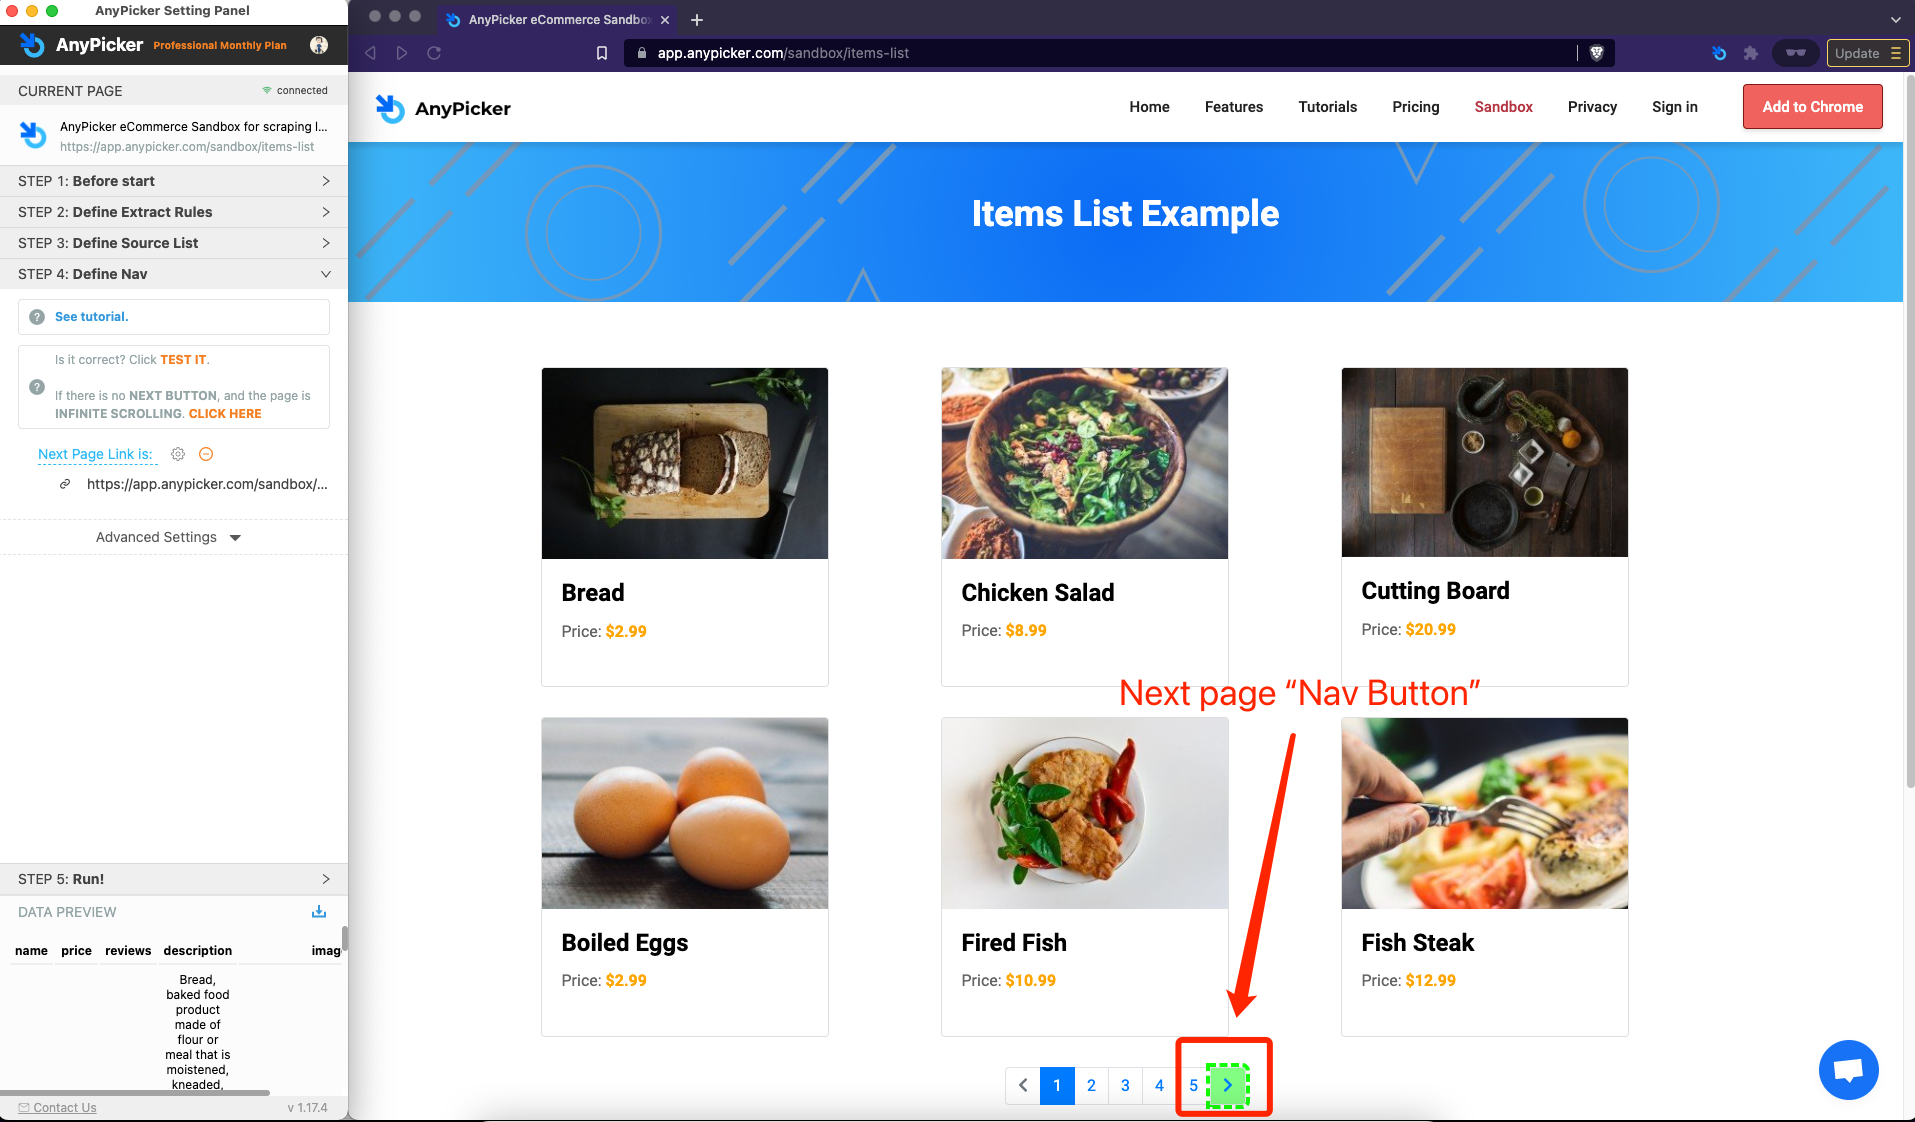 AnyPicker Setting Panel
AnyPicker Professional Monthly Plan
CURRENT PAGE
connected
AnyPicker eCommerce Sandbox for scraping l...
https://app.anypicker.com/sandbox/items-list
STEP 1: Before start
STEP 2: Define Extract Rules
STEP 3: Define Source List
STEP 4: Define Nav
See tutorial.
Is it correct? Click TEST IT.
If there is no NEXT BUTTON, and the page is
INFINITE SCROLLING. CLICK HERE
Next Page Link is:
https://app.anypicker.com/sandbox/...
Advanced Settings
STEP 5: Run!
DATA PREVIEW
name price reviews description imag
Bread,
baked food
product
made of
flour or
meal that is
moistened,
kneaded,
Contact Us
v 1.17.4
AnyPicker eCommerce Sandbox
app.anypicker.com/sandbox/items-list
Update
AnyPicker
Home Features Tutorials Pricing Sandbox Privacy Sign in
Add to Chrome
Items List Example
Bread
Price: $2.99
Chicken Salad
Price: $8.99
Cutting Board
Price: $20.99
Next page “Nav Button”
Boiled Eggs
Price: $2.99
Fired Fish
Price: $10.99
Fish Steak
Price: $12.99
1 2 3 4 5